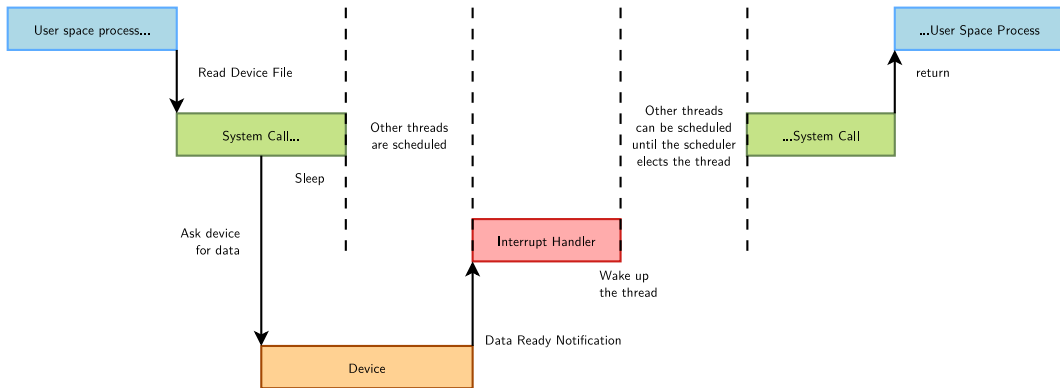 User space process...
...User Space Process
Read Device File
return
System Call...
Other threads
are scheduled
Other threads
can be scheduled
until the scheduler
elects the thread
...System Call
Sleep
Ask device
for data
Interrupt Handler
Wake up
the thread
Data Ready Notification
Device